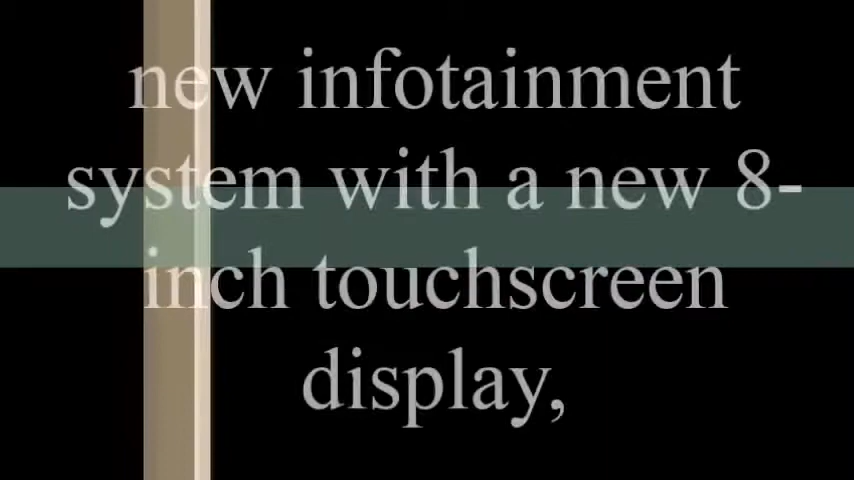 new infotainment
system with a new 8-
inch touchscreen
display,